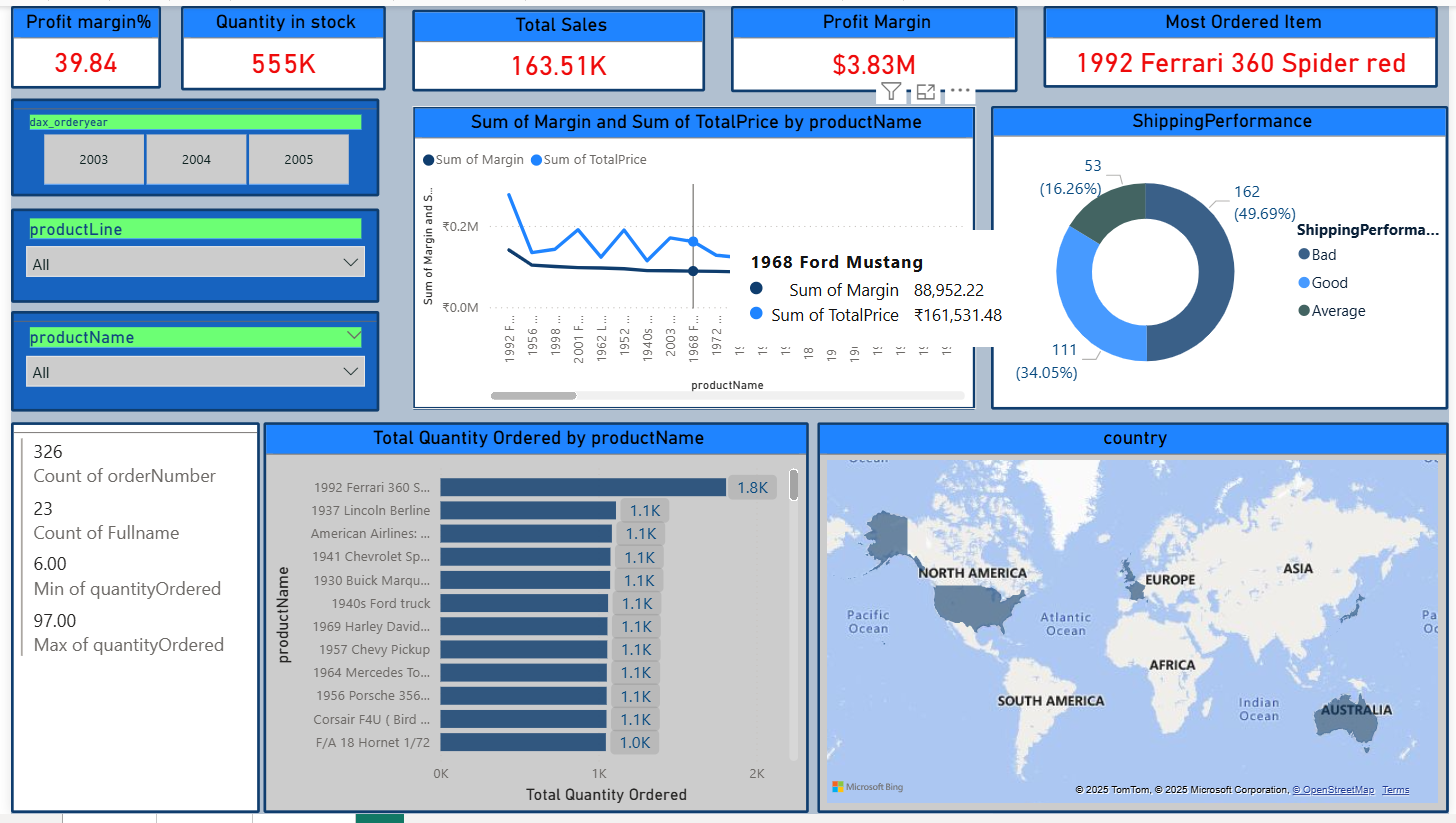 Profit margin%
39.84
Quantity in stock
555K
Total Sales
163.51K
Profit Margin
$3.83M
Most Ordered Item
1992 Ferrari 360 Spider red
dax_orderyear
2003
2004
2005
productLine
All
productName
All
Sum of Margin and Sum of TotalPrice by productName
Sum of Margin
Sum of TotalPrice
Sum of Margin and S...
₹0.2M
₹0.0M
1992 F...
1956 ...
1998 ...
2001 F...
1962 L...
1952 ...
1940s ...
2003 ...
1968 F...
1972 ...
productName
1968 Ford Mustang
Sum of Margin 88,952.22
Sum of TotalPrice ₹161,531.48
ShippingPerformance
53
(16.26%)
162
(49.69%)
111
(34.05%)
ShippingPerforma...
Bad
Good
Average
326
Count of orderNumber
23
Count of Fullname
6.00
Min of quantityOrdered
97.00
Max of quantityOrdered
Total Quantity Ordered by productName
productName
1992 Ferrari 360 S... 1.8K
1937 Lincoln Berline 1.1K
American Airlines: ... 1.1K
1941 Chevrolet Sp... 1.1K
1930 Buick Marqu... 1.1K
1940s Ford truck 1.1K
1969 Harley David... 1.1K
1957 Chevy Pickup 1.1K
1964 Mercedes To... 1.1K
1956 Porsche 356... 1.1K
Corsair F4U ( Bird ... 1.1K
F/A 18 Hornet 1/72 1.0K
0K 1K 2K
Total Quantity Ordered
country
NORTH AMERICA
EUROPE
ASIA
Pacific
Ocean
Atlantic
Ocean
AFRICA
SOUTH AMERICA
Indian
Ocean
AUSTRALIA
Microsoft Bing
© 2025 TomTom, © 2025 Microsoft Corporation, © OpenStreetMap Terms